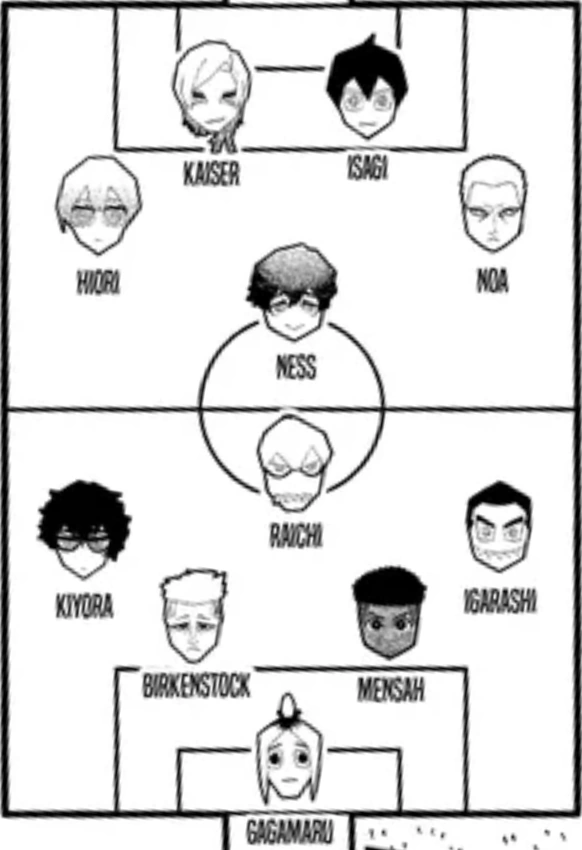 KAISER
ISAGI
HIORI
NOA
NESS
RAICHI
KIYORA
IGARASHI
BIRKENSTOCK
MENSAH
GAGAMARU